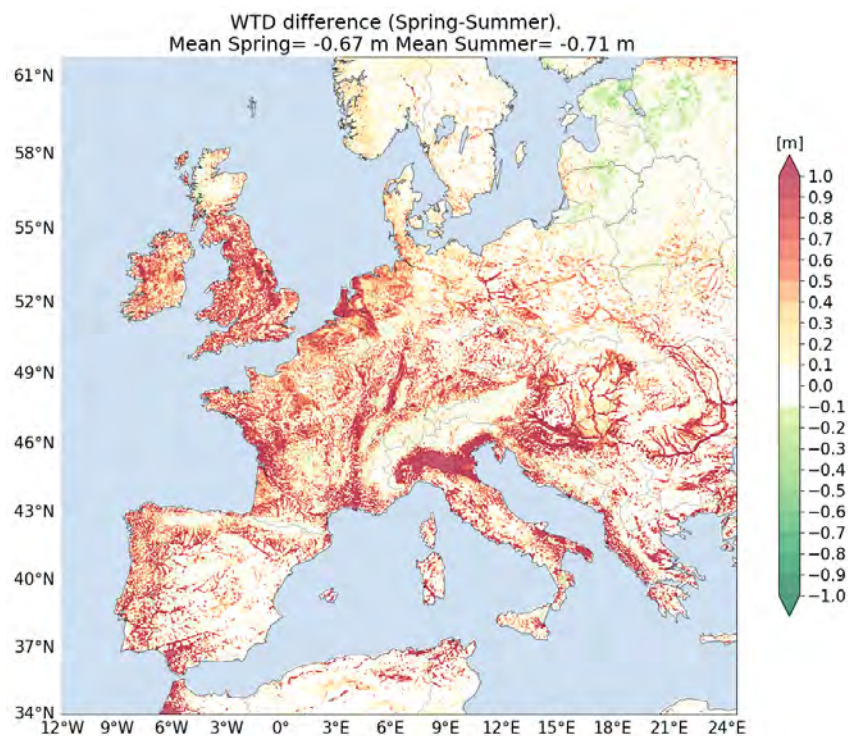 WTD difference (Spring-Summer).
Mean Spring= -0.67 m Mean Summer= -0.71 m
61°N
58°N
55°N
52°N
49°N
46°N
43°N
40°N
37°N
34°N
12°W 9°W 6°W 3°W 0° 3°E 6°E 9°E 12°E 15°E 18°E 21°E 24°E
[m]
1.0
0.9
0.8
0.7
0.6
0.5
0.4
0.3
0.2
0.1
0.0
−0.1
−0.2
−0.3
−0.4
−0.5
−0.6
−0.7
−0.8
−0.9
−1.0